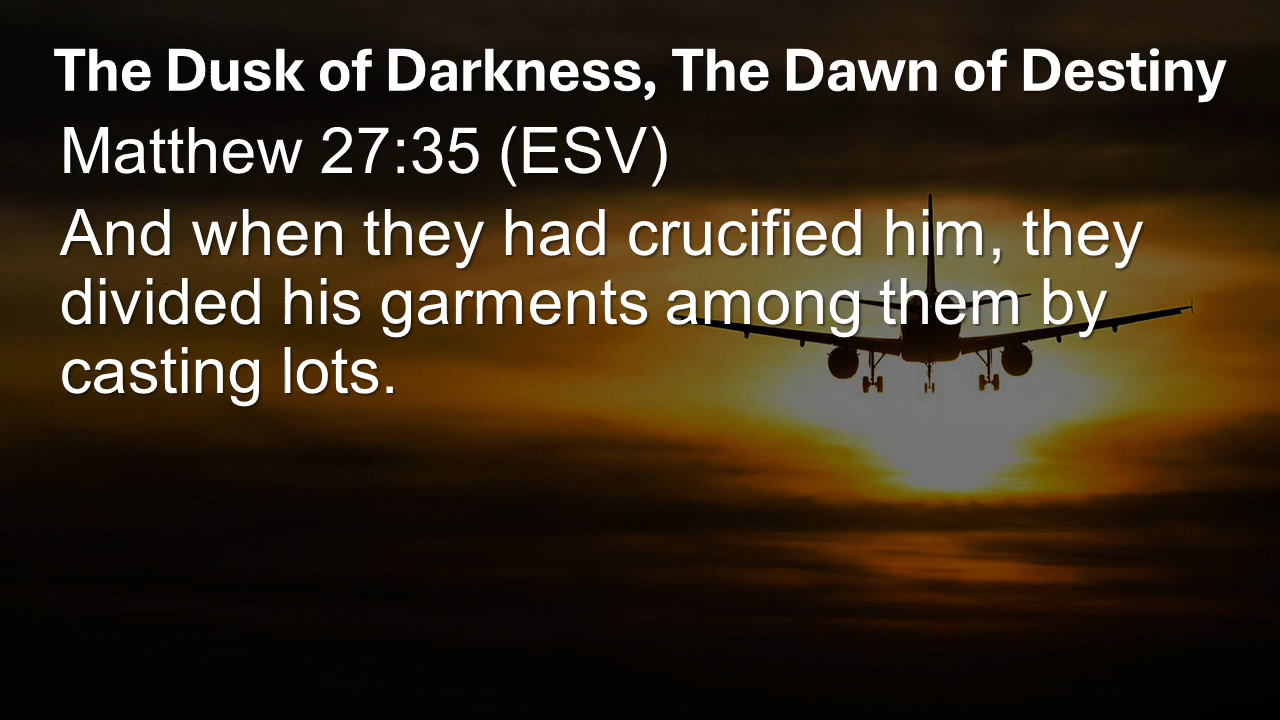 The Dusk of Darkness, The Dawn of Destiny
Matthew 27:35 (ESV)
And when they had crucified him, they
divided his garments among them by
casting lots.